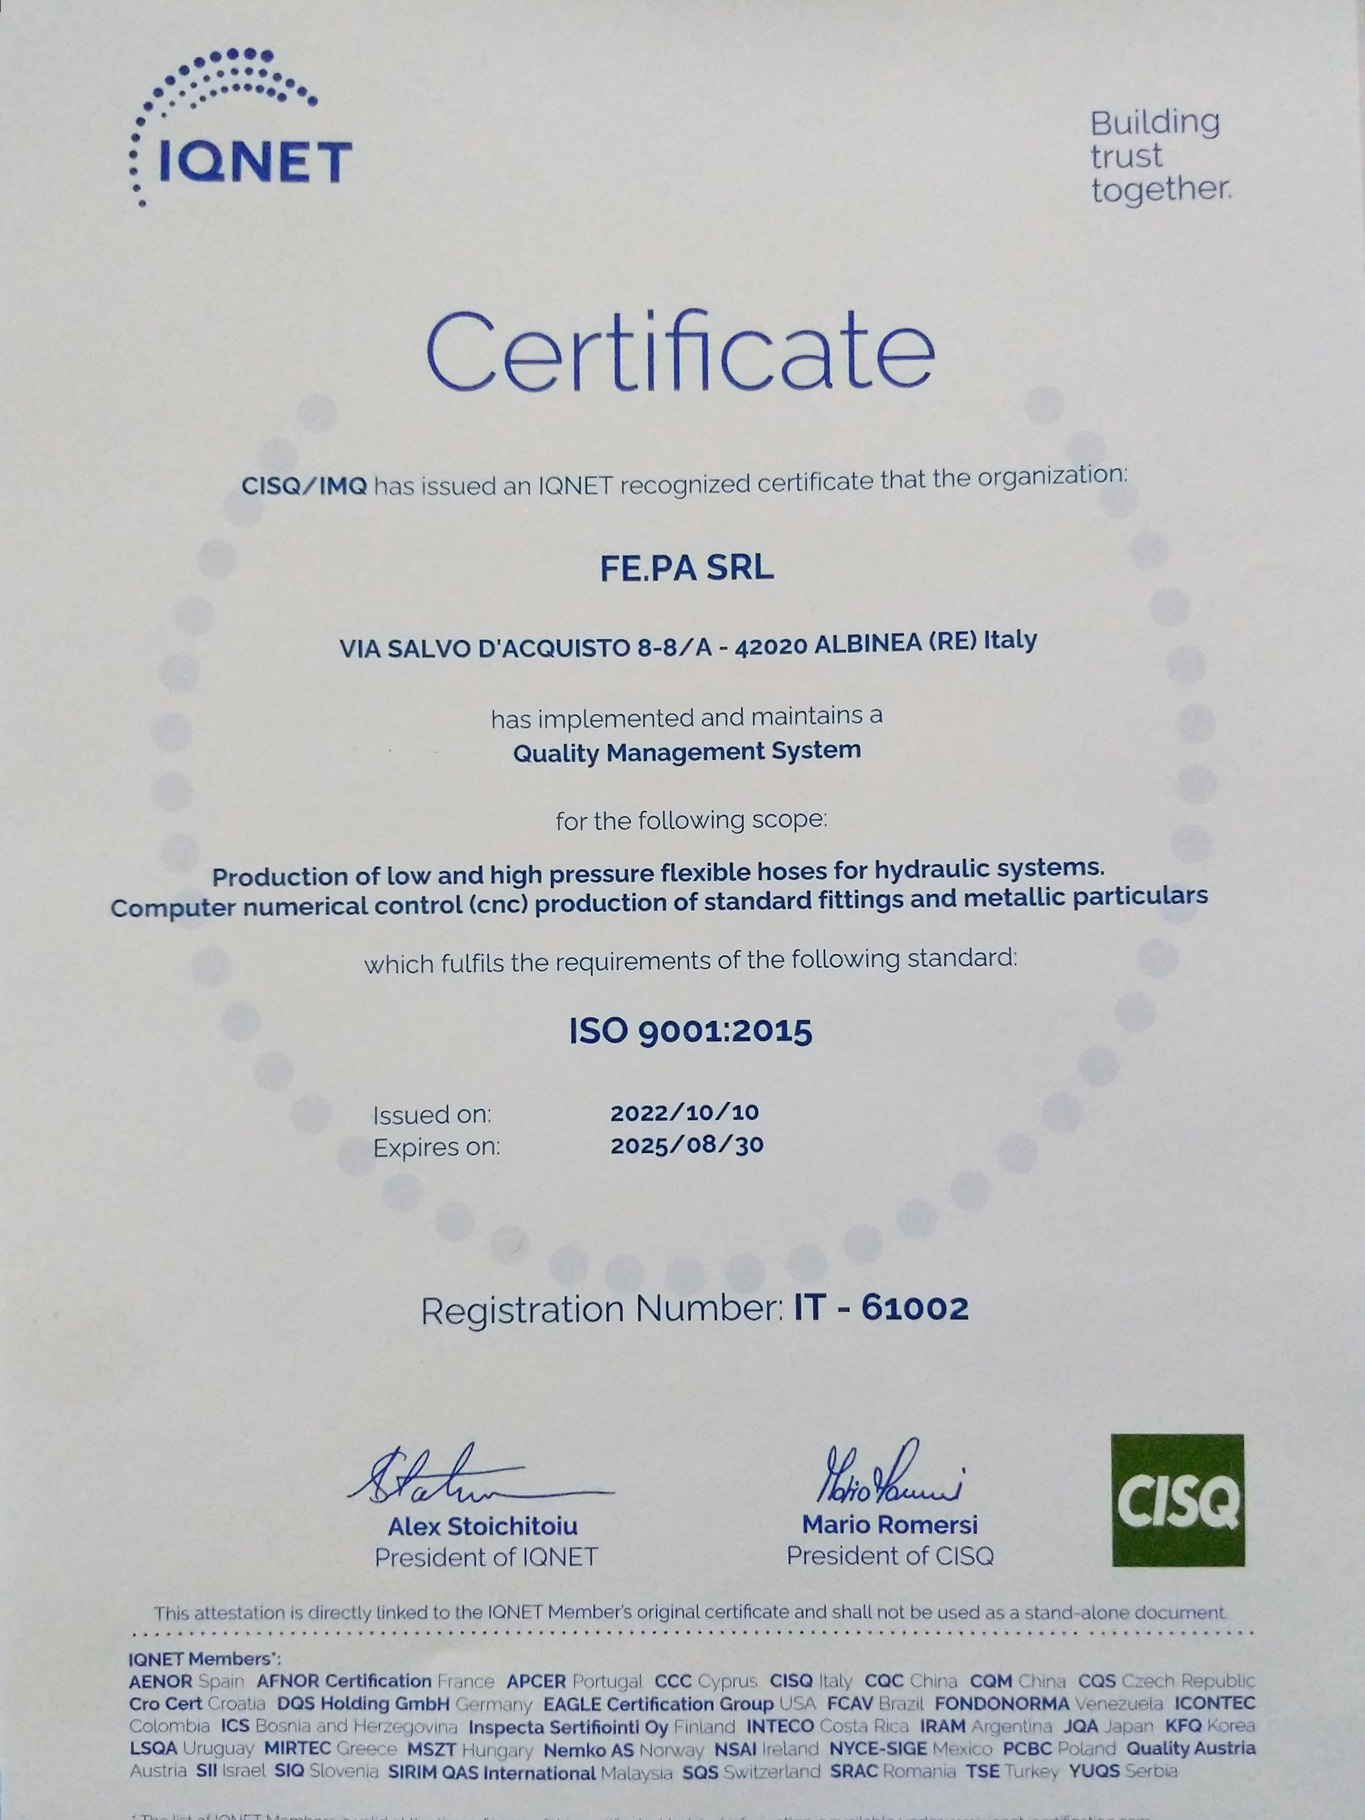 IQNET
Building
trust
together.
Certificate
CISQ/IMQ has issued an IQNET recognized certificate that the organization:
FE.PA SRL
VIA SALVO D'ACQUISTO 8-8/A - 42020 ALBINEA (RE) Italy
has implemented and maintains a
Quality Management System
for the following scope:
Production of low and high pressure flexible hoses for hydraulic systems.
Computer numerical control (cnc) production of standard fittings and metallic particulars
which fulfils the requirements of the following standard:
ISO 9001:2015
Issued on: 2022/10/10
Expires on: 2025/08/30
Registration Number: IT - 61002
Alex Stoichitoiu
President of IQNET
Mario Romersi
President of CISQ
CISQ
This attestation is directly linked to the IQNET Member's original certificate and shall not be used as a stand-alone document.
IQNET Members*:
AENOR Spain AFNOR Certification France APCER Portugal CCC Cyprus CISQ Italy CQC China CQM China CQS Czech Republic
Cro Cert Croatia DQS Holding GmbH Germany EAGLE Certification Group USA FCAV Brazil FONDONORMA Venezuela ICONTEC
Colombia ICS Bosnia and Herzegovina Inspecta Sertifiointi Oy Finland INTECO Costa Rica IRAM Argentina JQA Japan KFQ Korea
LSQA Uruguay MIRTEC Greece MSZT Hungary Nemko AS Norway NSAI Ireland NYCE-SIGE México PCBC Poland Quality Austria
Austria SII Israel SIQ Slovenia SIRIM QAS International Malaysia SQS Switzerland SRAC Romania TSE Turkey YUQS Serbia